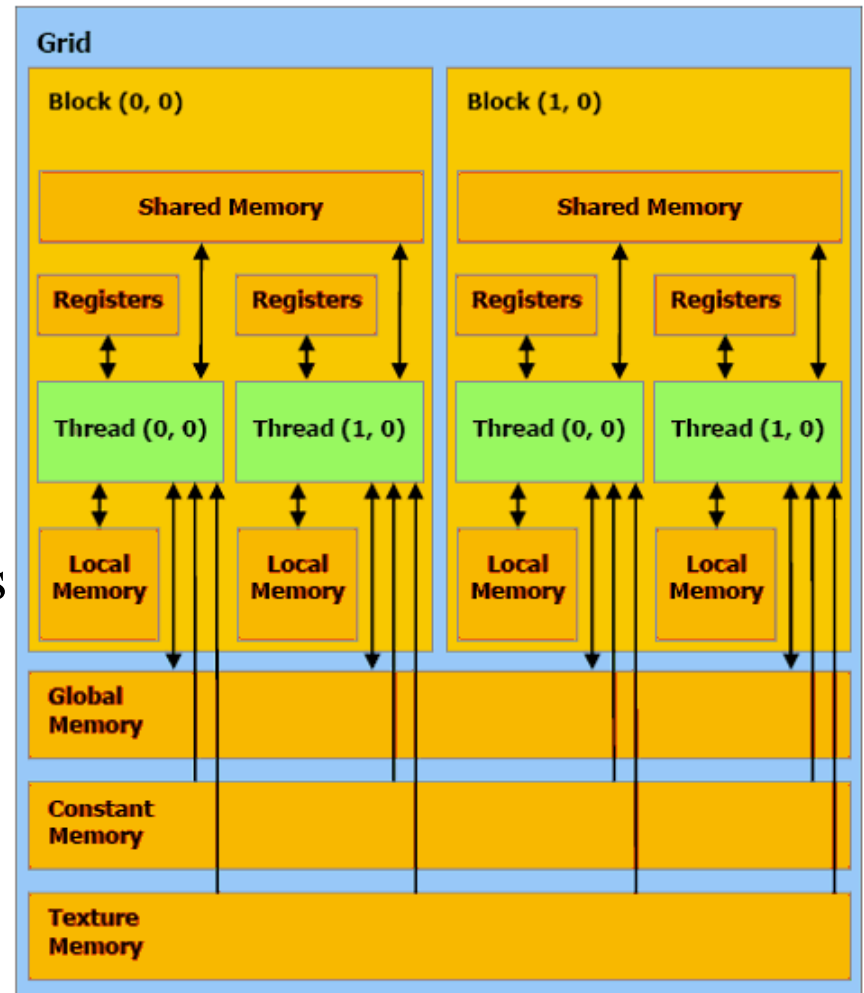 Grid
Block (0, 0)
Block (1, 0)
Shared Memory
Shared Memory
Registers
Registers
Registers
Registers
Thread (0, 0)
Thread (1, 0)
Thread (0, 0)
Thread (1, 0)
s
Local
Memory
Local
Memory
Local
Memory
Local
Memory
Global
Memory
Constant
Memory
Texture
Memory